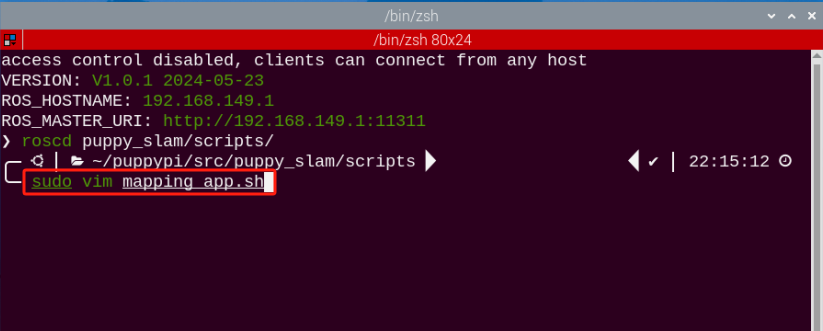 /bin/zsh
/bin/zsh 80x24
access control disabled, clients can connect from any host
VERSION: V1.0.1 2024-05-23
ROS_HOSTNAME: 192.168.149.1
ROS_MASTER_URI: http://192.168.149.1:11311
❯ roscd puppy_slam/scripts/
~/puppypi/src/puppy_slam/scripts ✔ | 22:15:12
sudo vim mapping_app.sh